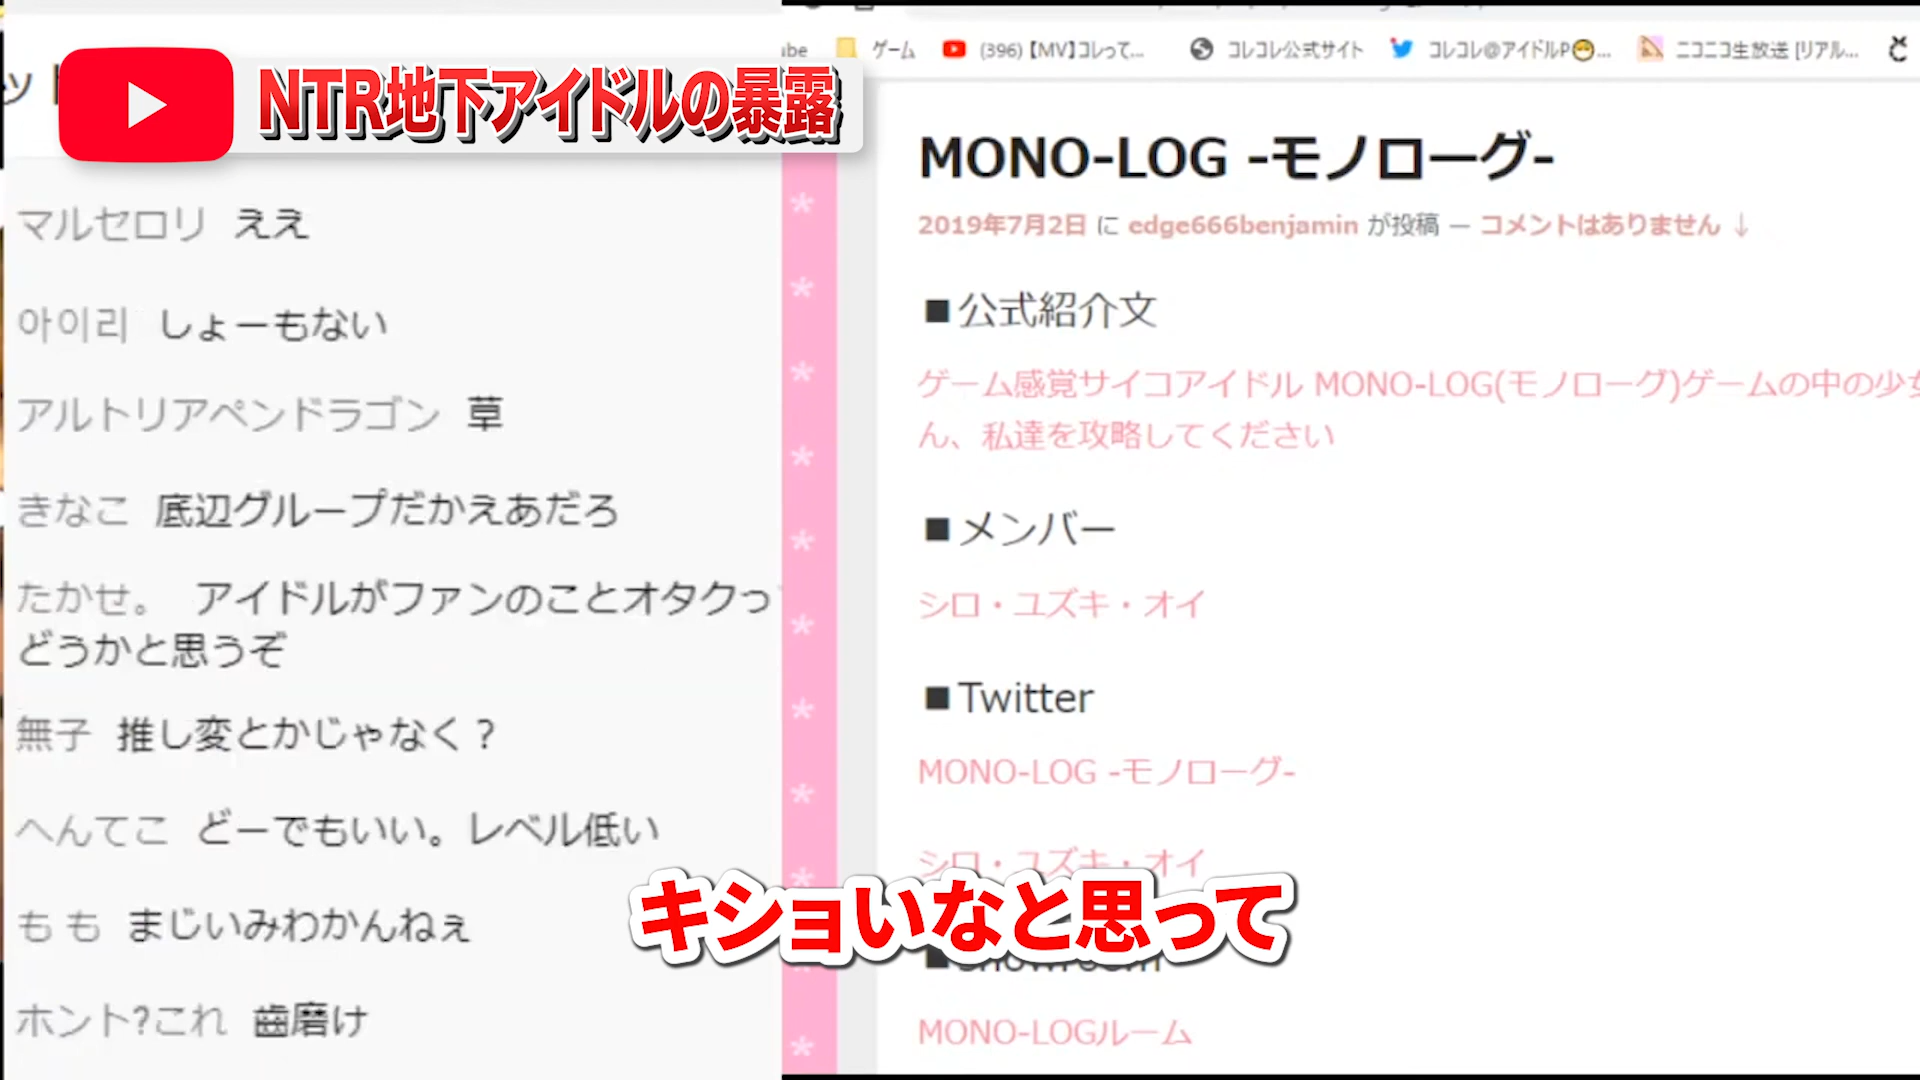 NTR地下アイドルの暴露
ゲーム
(396)【MV】コレって...
コレコレ公式サイト
コレコレ@アイドルP😁...
ニコニコ生放送 [リアル...
マルセロリ ええ
아이리 しょーもない
アルトリアペンドラゴン 草
きなこ 底辺グループだかえあだろ
たかせ。 アイドルがファンのことオタクっ
どうかと思うぞ
無子 推し変とかじゃなく？
へんてこ どーでもいい。レベル低い
もも まじいみわかんねぇ
ホント?これ 歯磨け
MONO-LOG -モノローグ-
2019年7月2日 に edge666benjamin が投稿 — コメントはありません ↓
■公式紹介文
ゲーム感覚サイコアイドル MONO-LOG(モノローグ)ゲームの中の少女
ん、私達を攻略してください
■メンバー
シロ・ユズキ・オイ
■Twitter
MONO-LOG -モノローグ-
シロ・ユズキ・オイ
キショいなと思って
MONO-LOGルーム